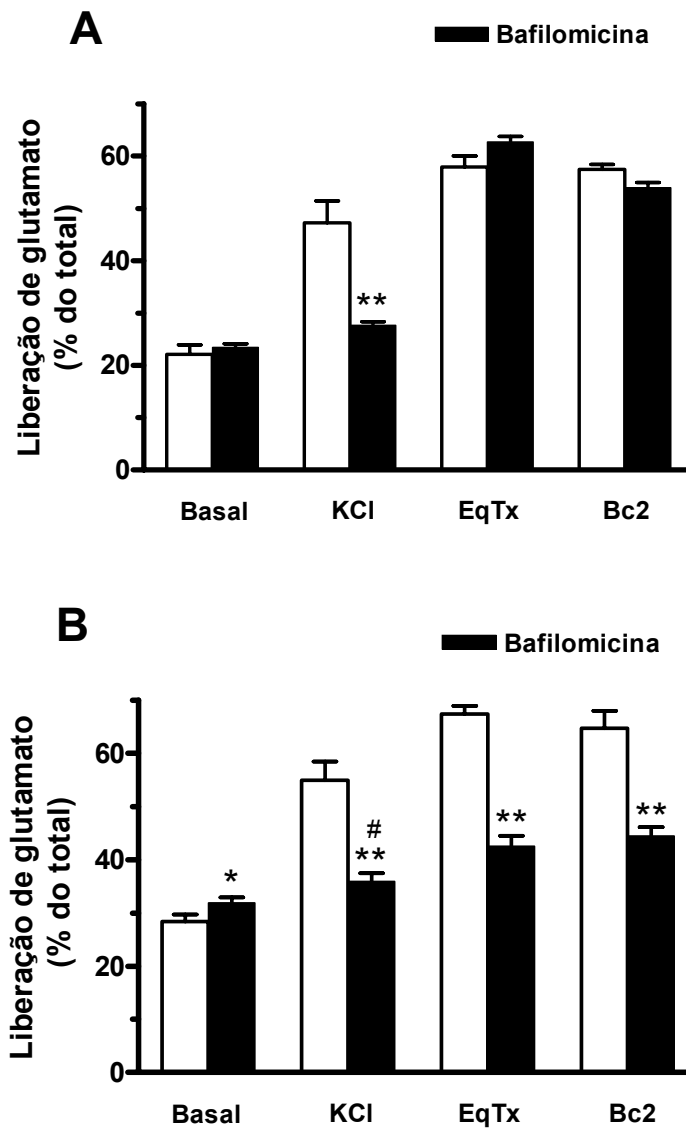 A
Bafilomicina
Liberação de glutamato
(% do total)
60
40
20
0
**
Basal
KCl
EqTx
Bc2
B
Bafilomicina
Liberação de glutamato
(% do total)
60
40
20
0
*
#
**
**
**
Basal
KCl
EqTx
Bc2